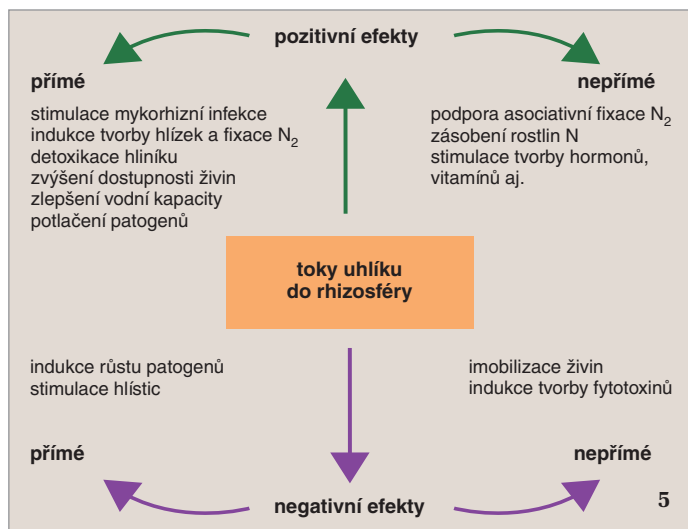 pozitivní efekty
přímé
stimulace mykorhizní infekce
indukce tvorby hlízek a fixace N₂
detoxikace hliníku
zvýšení dostupnosti živin
zlepšení vodní kapacity
potlačení patogenů
nepřímé
podpora asociativní fixace N₂
zásobení rostlin N
stimulace tvorby hormonů,
vitamínů aj.
toky uhlíku
do rhizosféry
indukce růstu patogenů
stimulace hlístic
přímé
imobilizace živin
indukce tvorby fytotoxinů
nepřímé
negativní efekty
5